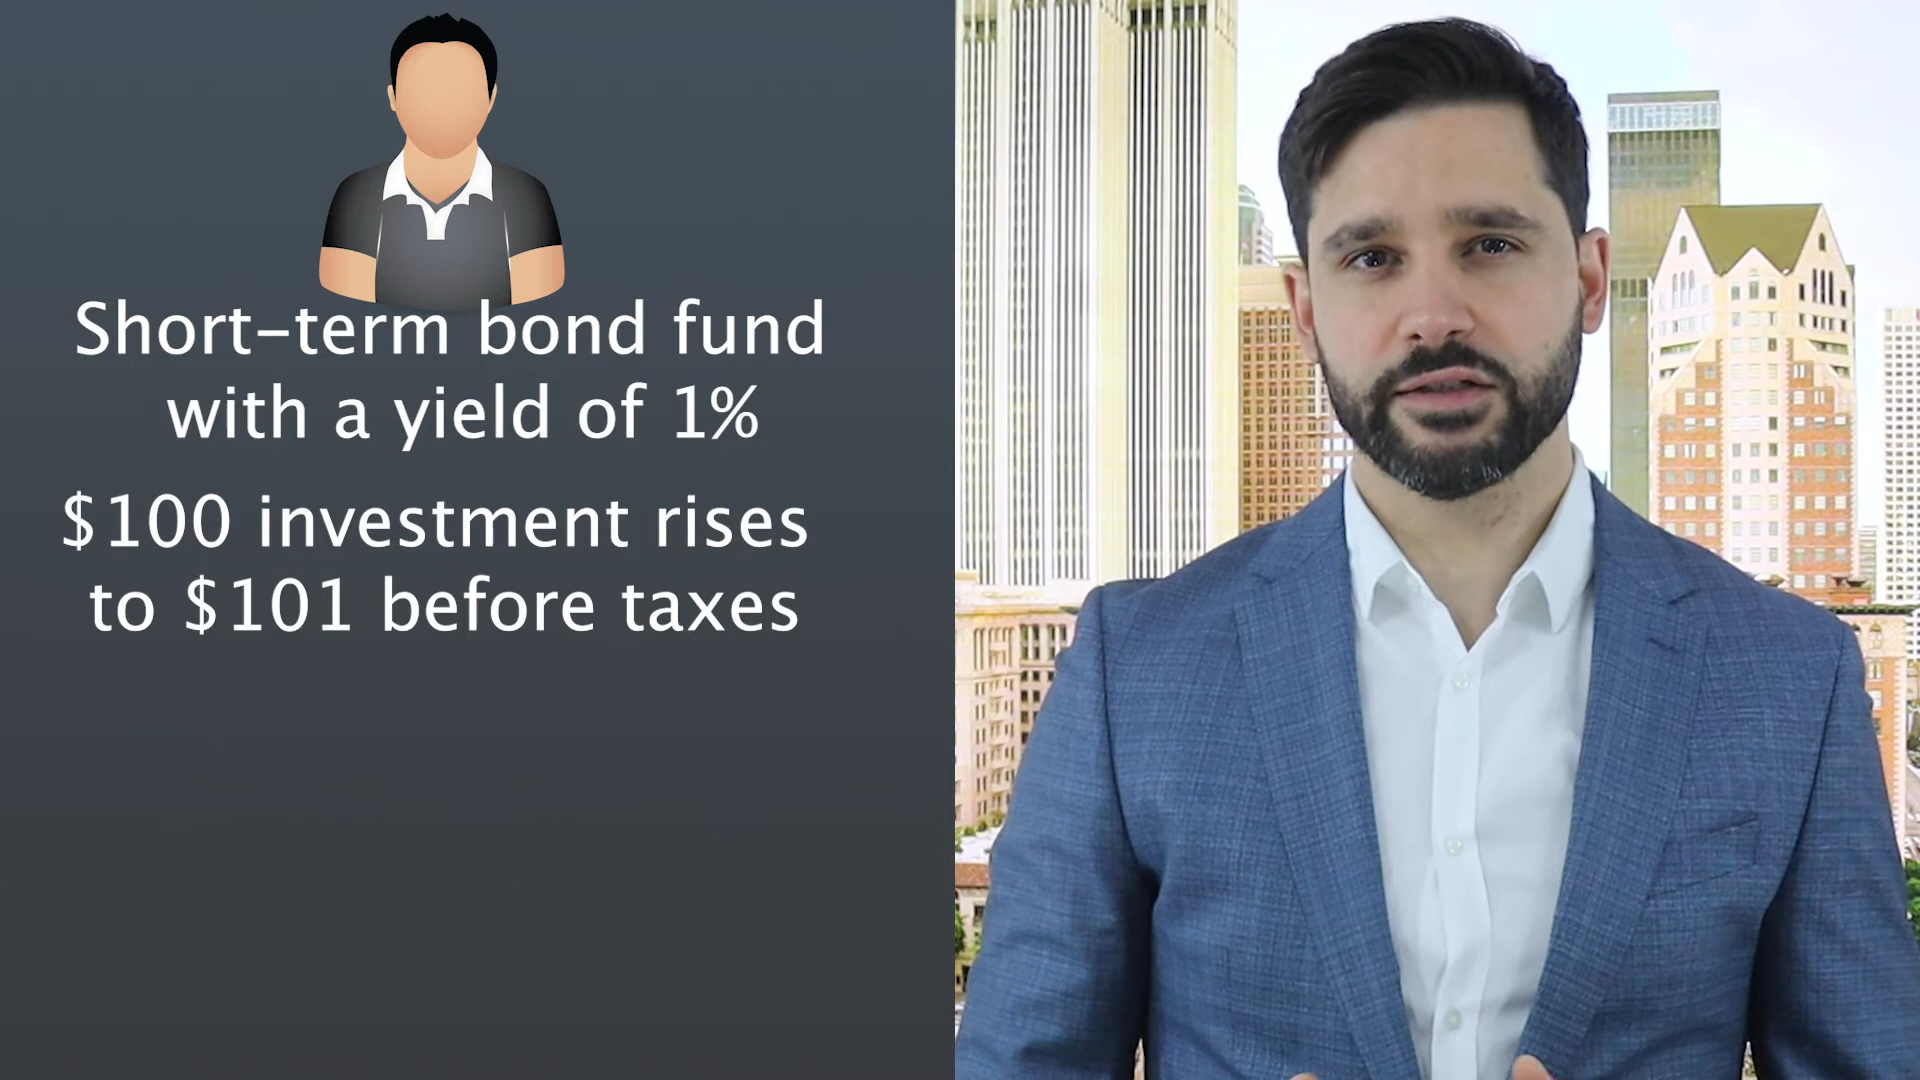 Short-term bond fund
with a yield of 1%
$100 investment rises
to $101 before taxes